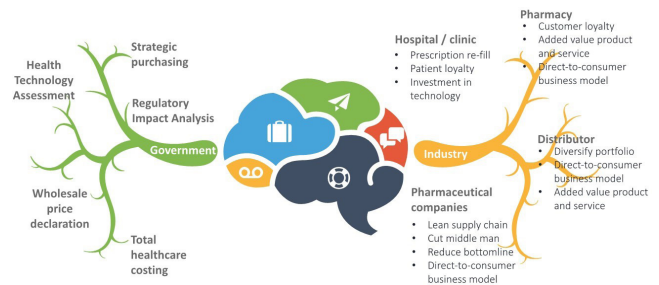 Strategic
purchasing
Health
Technology
Assessment
Regulatory
Impact Analysis
Government
Wholesale
price
declaration
Total
healthcare
costing
Hospital / clinic
• Prescription re-fill
• Patient loyalty
• Investment in
technology
Pharmacy
• Customer loyalty
• Added value product
and service
• Direct-to-consumer
business model
Industry
Distributor
• Diversify portfolio
• Direct-to-consumer
business model
• Added value product
and service
Pharmaceutical
companies
• Lean supply chain
• Cut middle man
• Reduce bottomline
• Direct-to-consumer
business model